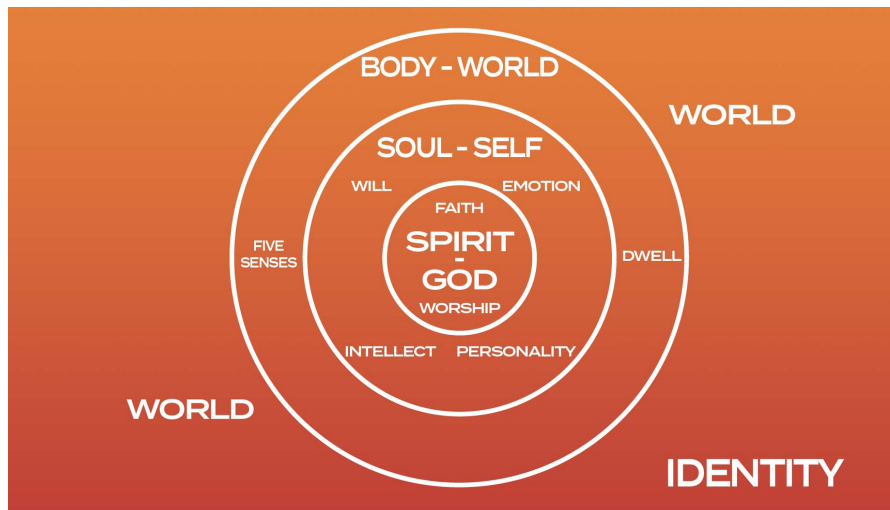 BODY - WORLD
WORLD
SOUL - SELF
WILL
EMOTION
FAITH
FIVE
SENSES
SPIRIT
-
GOD
DWELL
WORSHIP
INTELLECT
PERSONALITY
WORLD
IDENTITY